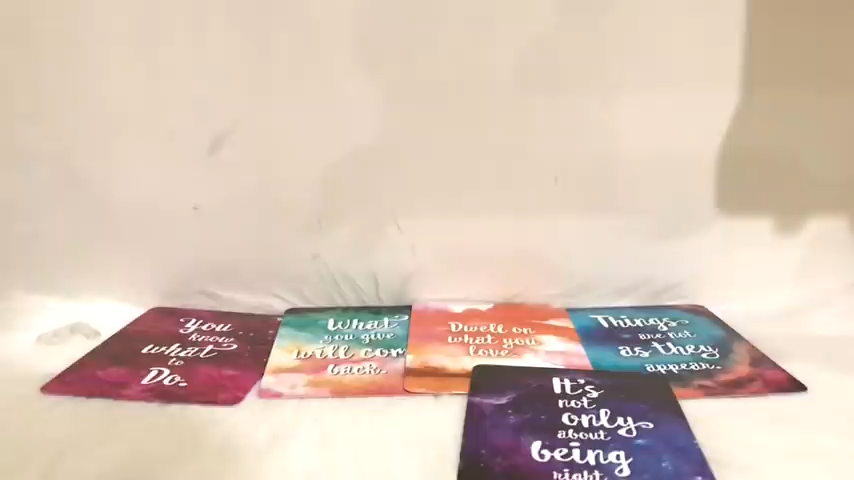 You
know
what
to
Do.
What
you give
will com
back.
Dwell on
what you
love.
Things
are not
as they
appear.
It's
not
only
about
being
right.